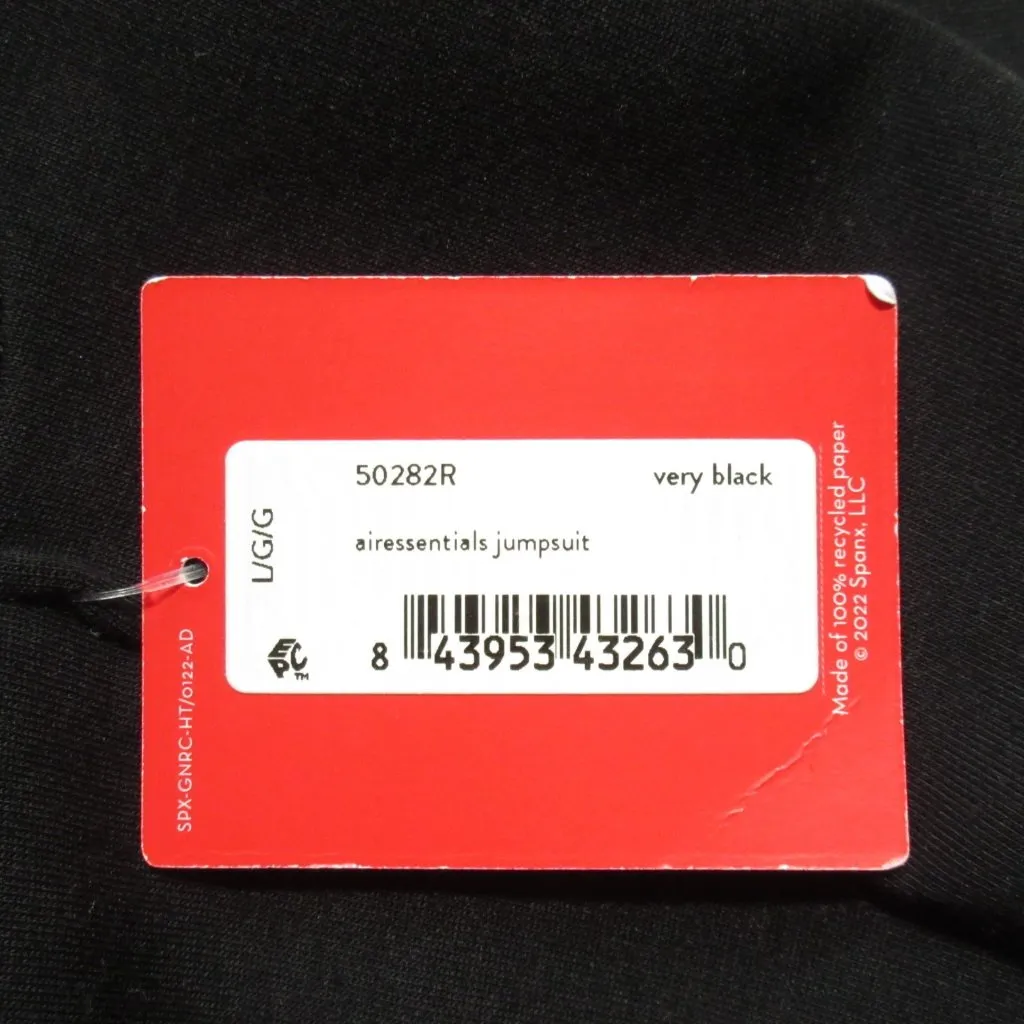 50282R
very black
L/G/G
airessentials jumpsuit
EPC™
8 43953 43263 0
SPX-GNRC-HT/0122-AD
Made of 100% recycled paper
© 2022 Spanx, LLC